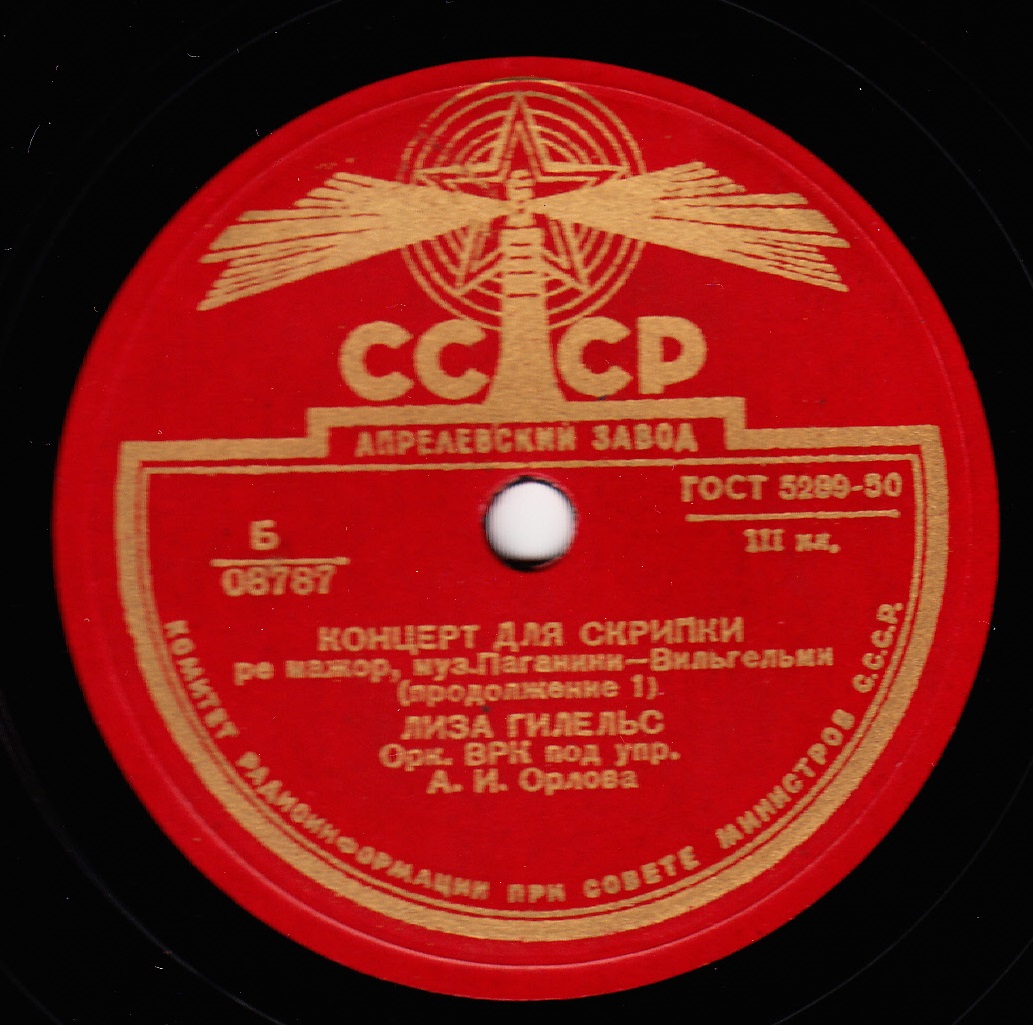 СССР
АПРЕЛЕВСКИЙ ЗАВОД
ГОСТ 5289-50
III кл.
Б
08787
КОНЦЕРТ ДЛЯ СКРИПКИ
ре мажор, муз.Паганини—Вильгельми
(продолжение 1)
ЛИЗА ГИЛЕЛЬС
Орк. ВРК под упр.
А. И. Орлова
КОМИТЕТ РАДИОИНФОРМАЦИИ ПРИ СОВЕТЕ МИНИСТРОВ С.С.С.Р.